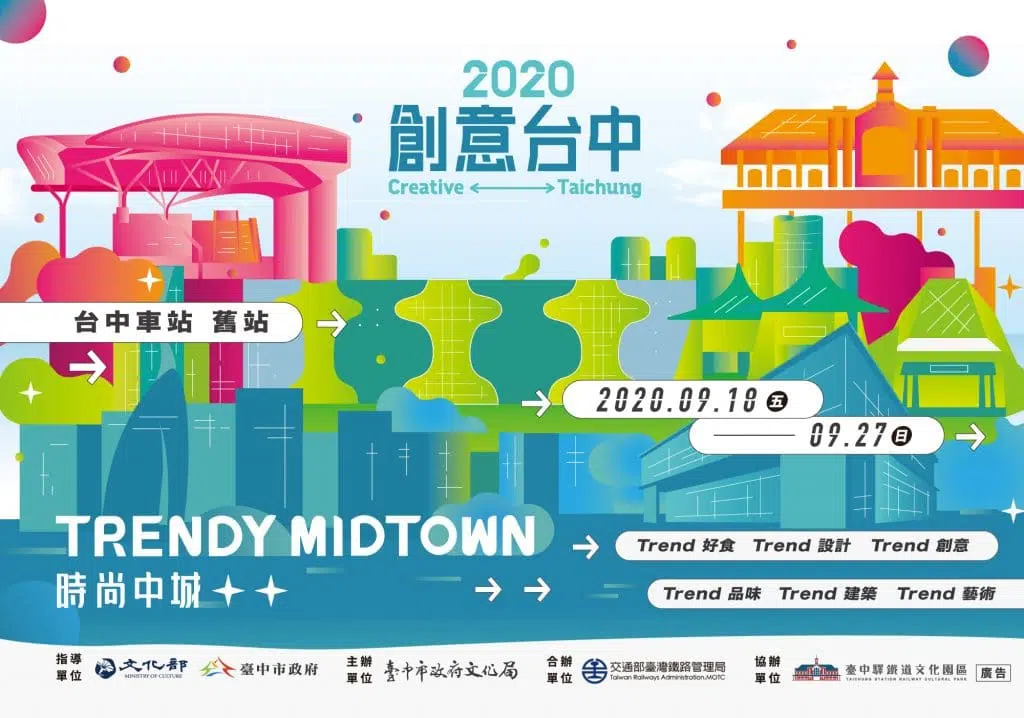 2020
創意台中
Creative Taichung
台中車站 舊站
2020.09.18 五
09.27 日
TRENDY MIDTOWN
時尚中城
Trend 好食 Trend 設計 Trend 創意
Trend 品味 Trend 建築 Trend 藝術
指導單位
文化部
MINISTRY OF CULTURE
臺中市政府
主辦單位
臺中市政府文化局
合辦單位
交通部臺灣鐵路管理局
Taiwan Railways Administration,MOTC
協辦單位
臺中驛鐵道文化園區
TAICHUNG STATION RAILWAY CULTURAL PARK
廣告